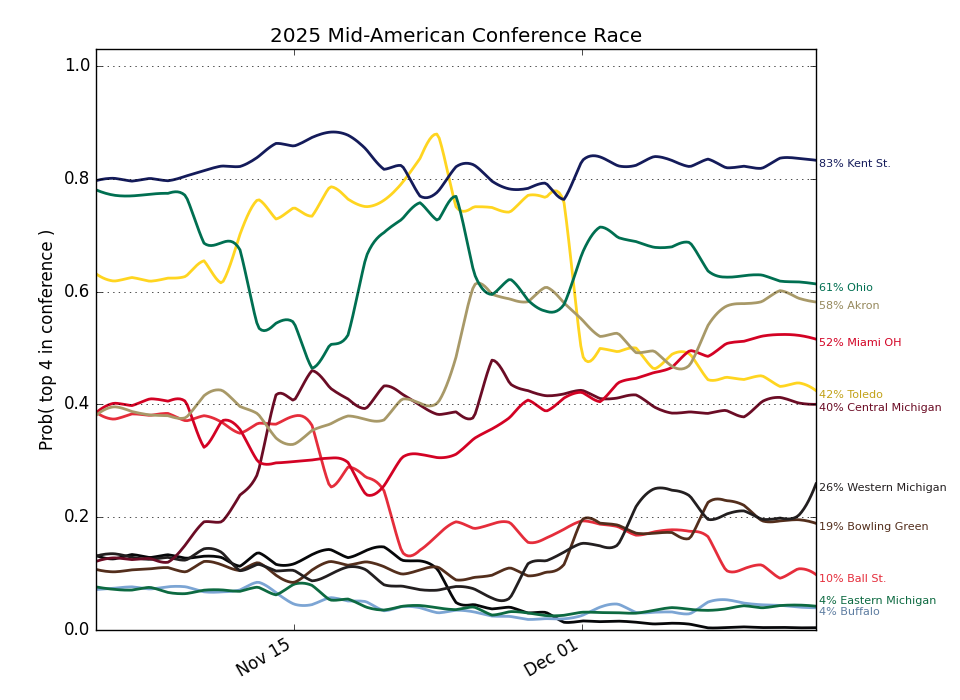 2025 Mid-American Conference Race
Prob( top 4 in conference )
1.0
0.8
0.6
0.4
0.2
0.0
Nov 15
Dec 01
83% Kent St.
61% Ohio
58% Akron
52% Miami OH
42% Toledo
40% Central Michigan
26% Western Michigan
19% Bowling Green
10% Ball St.
4% Eastern Michigan
4% Buffalo